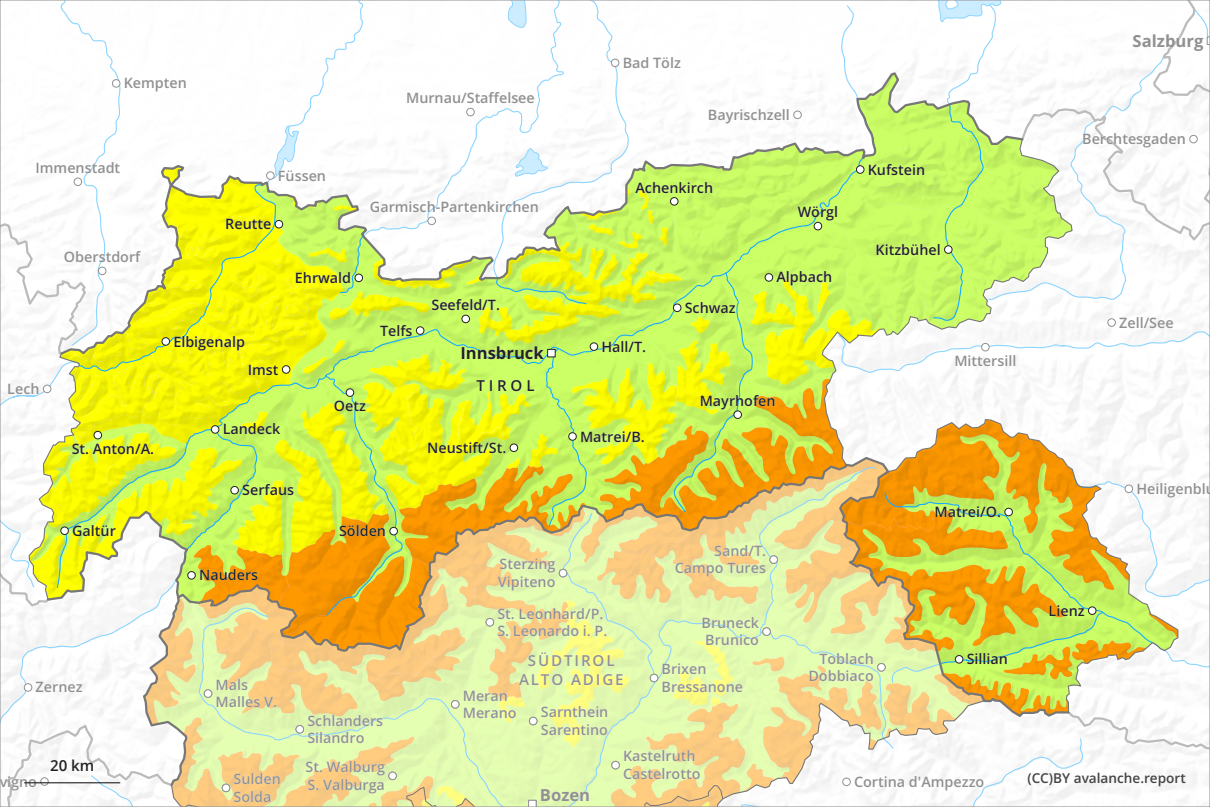 Salzburg
Bad Tölz
Kempten
Murnau/Staffelsee
Bayrischzell
Berchtesgaden
Immenstadt
Füssen
Kufstein
Achenkirch
Garmisch-Partenkirchen
Wörgl
Reutte
Kitzbühel
Oberstdorf
Ehrwald
Alpbach
Seefeld/T.
Schwaz
Telfs
Zell/See
Elbigenalp
Innsbruck
Hall/T.
Mittersill
Imst
TIROL
Lech
Oetz
Mayrhofen
Landeck
Matrei/B.
St. Anton/A.
Neustift/St.
Serfaus
Heiligenblu
Galtür
Sölden
Matrei/O.
Sand/T.
Campo Tures
Sterzing
Vipiteno
Nauders
Lienz
St. Leonhard/P.
S. Leonardo i. P.
Bruneck
Brunico
SÜDTIROL
ALTO ADIGE
Toblach
Dobbiaco
Sillian
Brixen
Bressanone
Zernez
Mals
Malles V.
Meran
Merano
Sarnthein
Sarentino
Schlanders
Silandro
Kastelruth
Castelrotto
St. Walburg
S. Valburga
20 km
vigno
Sulden
Solda
Cortina d'Ampezzo
(CC)BY avalanche.report
Bozen